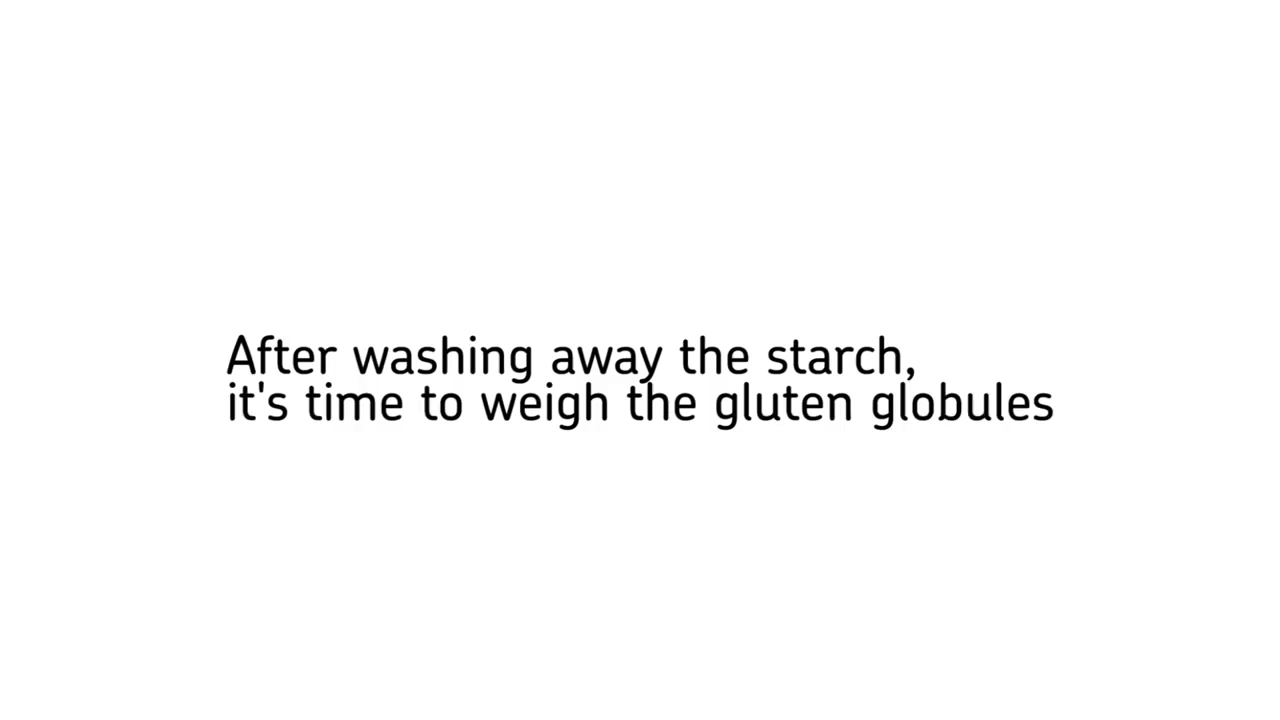 After washing away the starch,
it's time to weigh the gluten globules